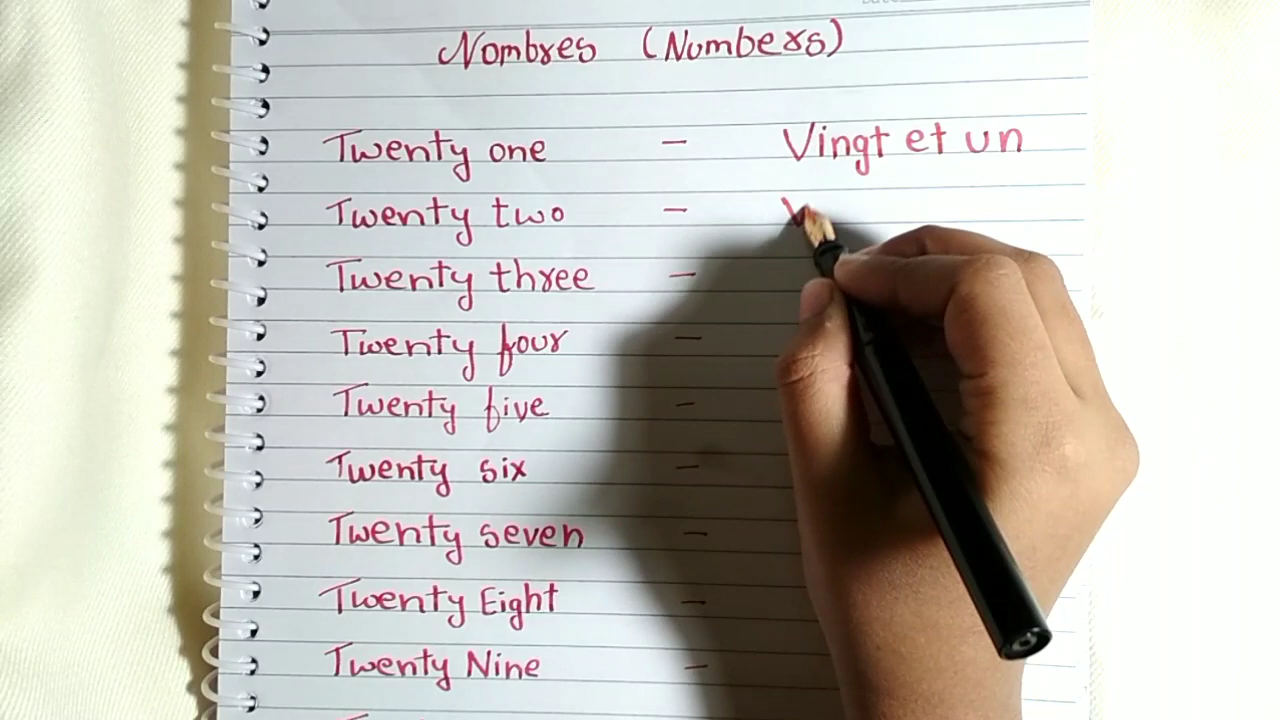 Nombres (Numbers)
Twenty one - Vingt et un
Twenty two - V
Twenty three -
Twenty four -
Twenty five -
Twenty six -
Twenty seven -
Twenty Eight -
Twenty Nine -